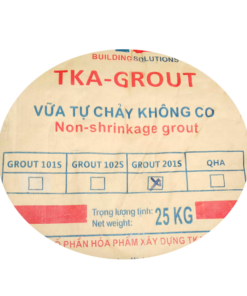 BUILDING SOLUTIONS
TKA-GROUT
VỮA TỰ CHẢY KHÔNG CO
Non-shrinkage grout
GROUT 101S GROUT 102S GROUT 201S QHA
Trọng lượng tịnh:
Net weight: 25 KG
PHẦN HÓA PHẨM XÂY DỰNG